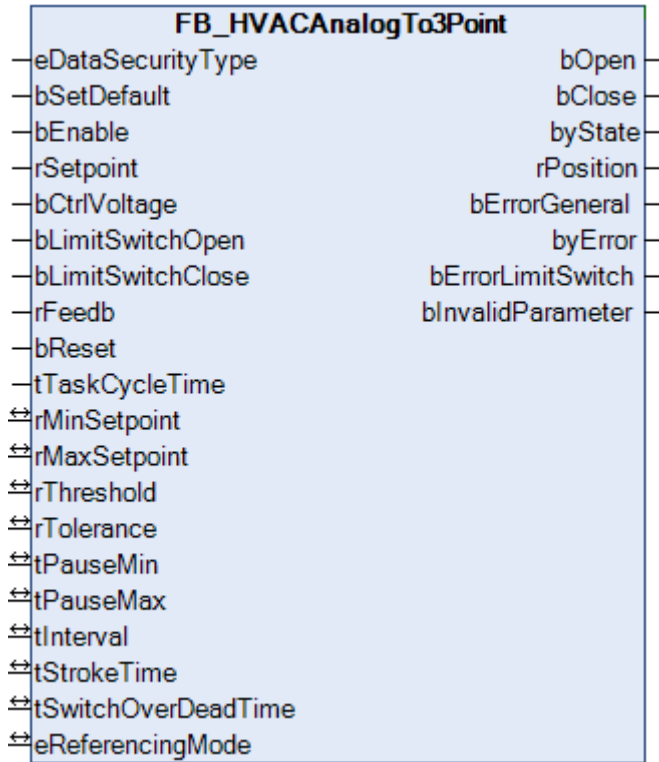 FB_HVACAnalogTo3Point
eDataSecurityType bOpen
bSetDefault bClose
bEnable byState
rSetpoint rPosition
bCtrlVoltage bErrorGeneral
bLimitSwitchOpen byError
bLimitSwitchClose bErrorLimitSwitch
rFeedb bInvalidParameter
bReset
tTaskCycleTime
rMinSetpoint
rMaxSetpoint
rThreshold
rTolerance
tPauseMin
tPauseMax
tInterval
tStrokeTime
tSwitchOverDeadTime
eReferencingMode